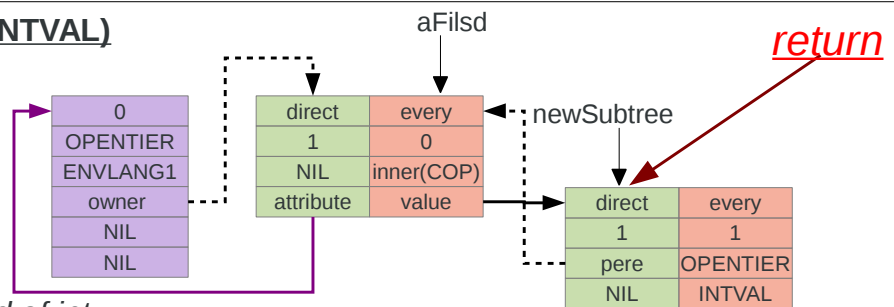 NTVAL)
aFilsd
return
0
OPENTIER
ENVLANG1
owner
NIL
NIL
direct every
1 0
NIL inner(COP)
attribute value
newSubtree
direct every
1 1
pere OPENTIER
NIL INTVAL